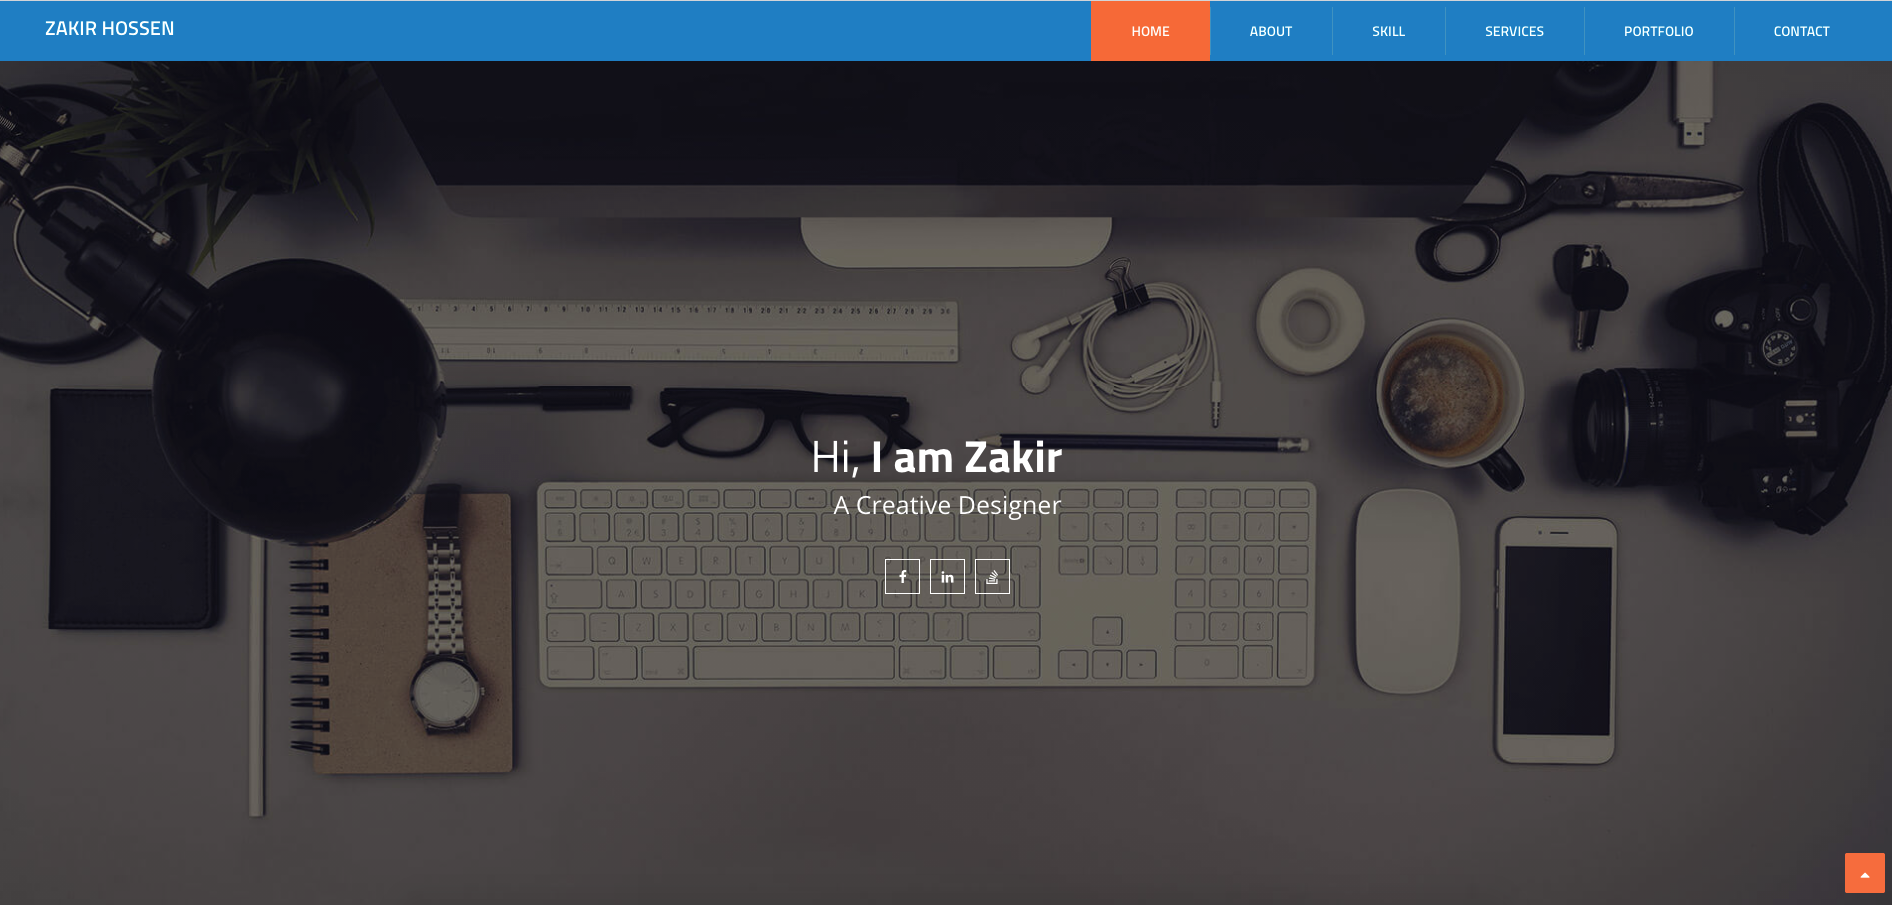 ZAKIR HOSSEN
HOME
ABOUT
SKILL
SERVICES
PORTFOLIO
CONTACT
Hi, I am Zakir
A Creative Designer
f
in